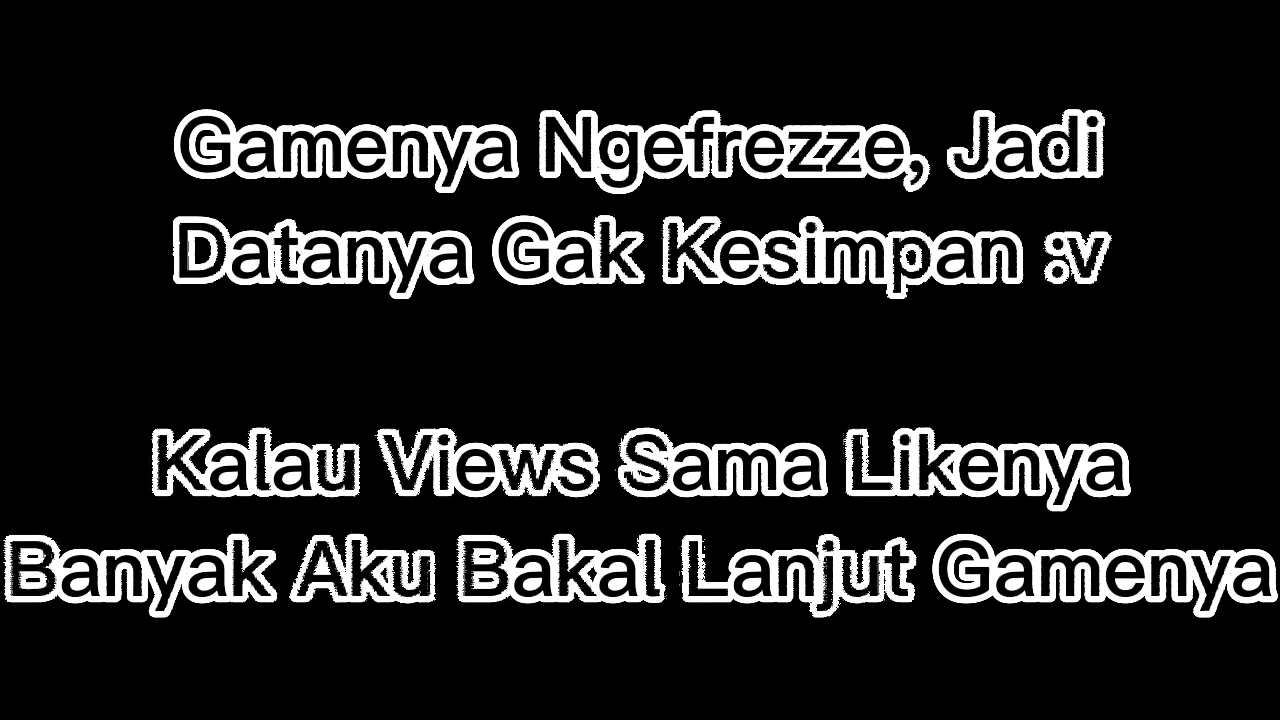 Gamenya Ngefrezze, Jadi
Datanya Gak Kesimpan :v
Kalau Views Sama Likenya
Banyak Aku Bakal Lanjut Gamenya